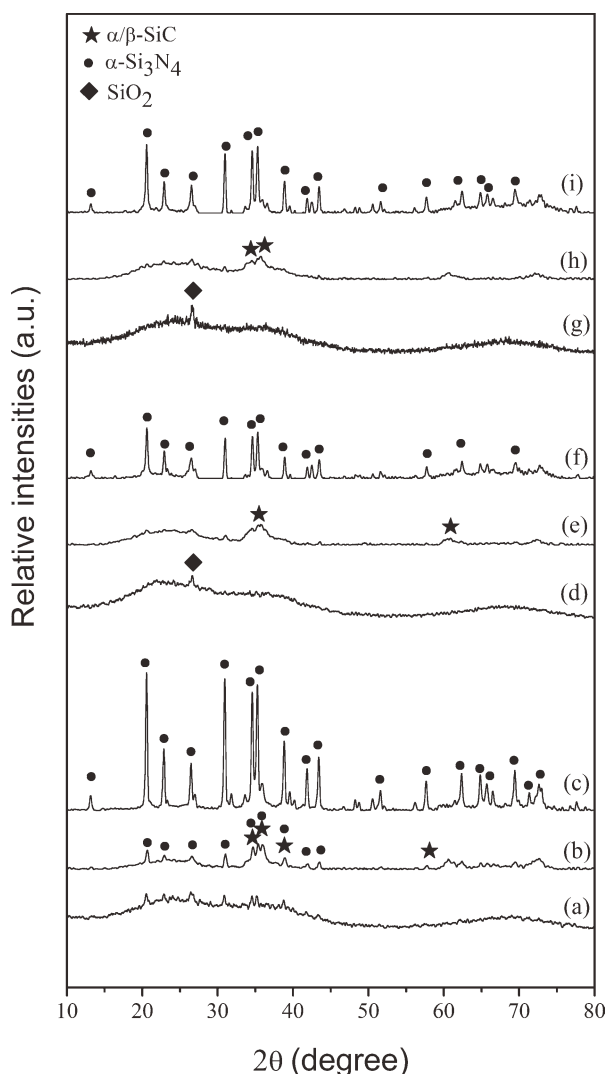 ★ α/β-SiC
● α-Si3N4
◆ SiO2
(i)
(h)
(g)
(f)
(e)
(d)
(c)
(b)
(a)
Relative intensities (a.u.)
10 20 30 40 50 60 70 80
2θ (degree)